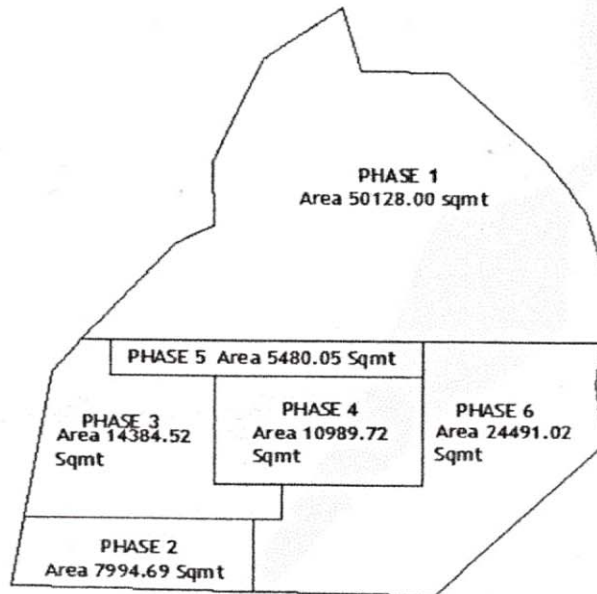 PHASE 1
Area 50128.00 sqmt
PHASE 5 Area 5480.05 Sqmt
PHASE 3
Area 14384.52
Sqmt
PHASE 4
Area 10989.72
Sqmt
PHASE 6
Area 24491.02
Sqmt
PHASE 2
Area 7994.69 Sqmt